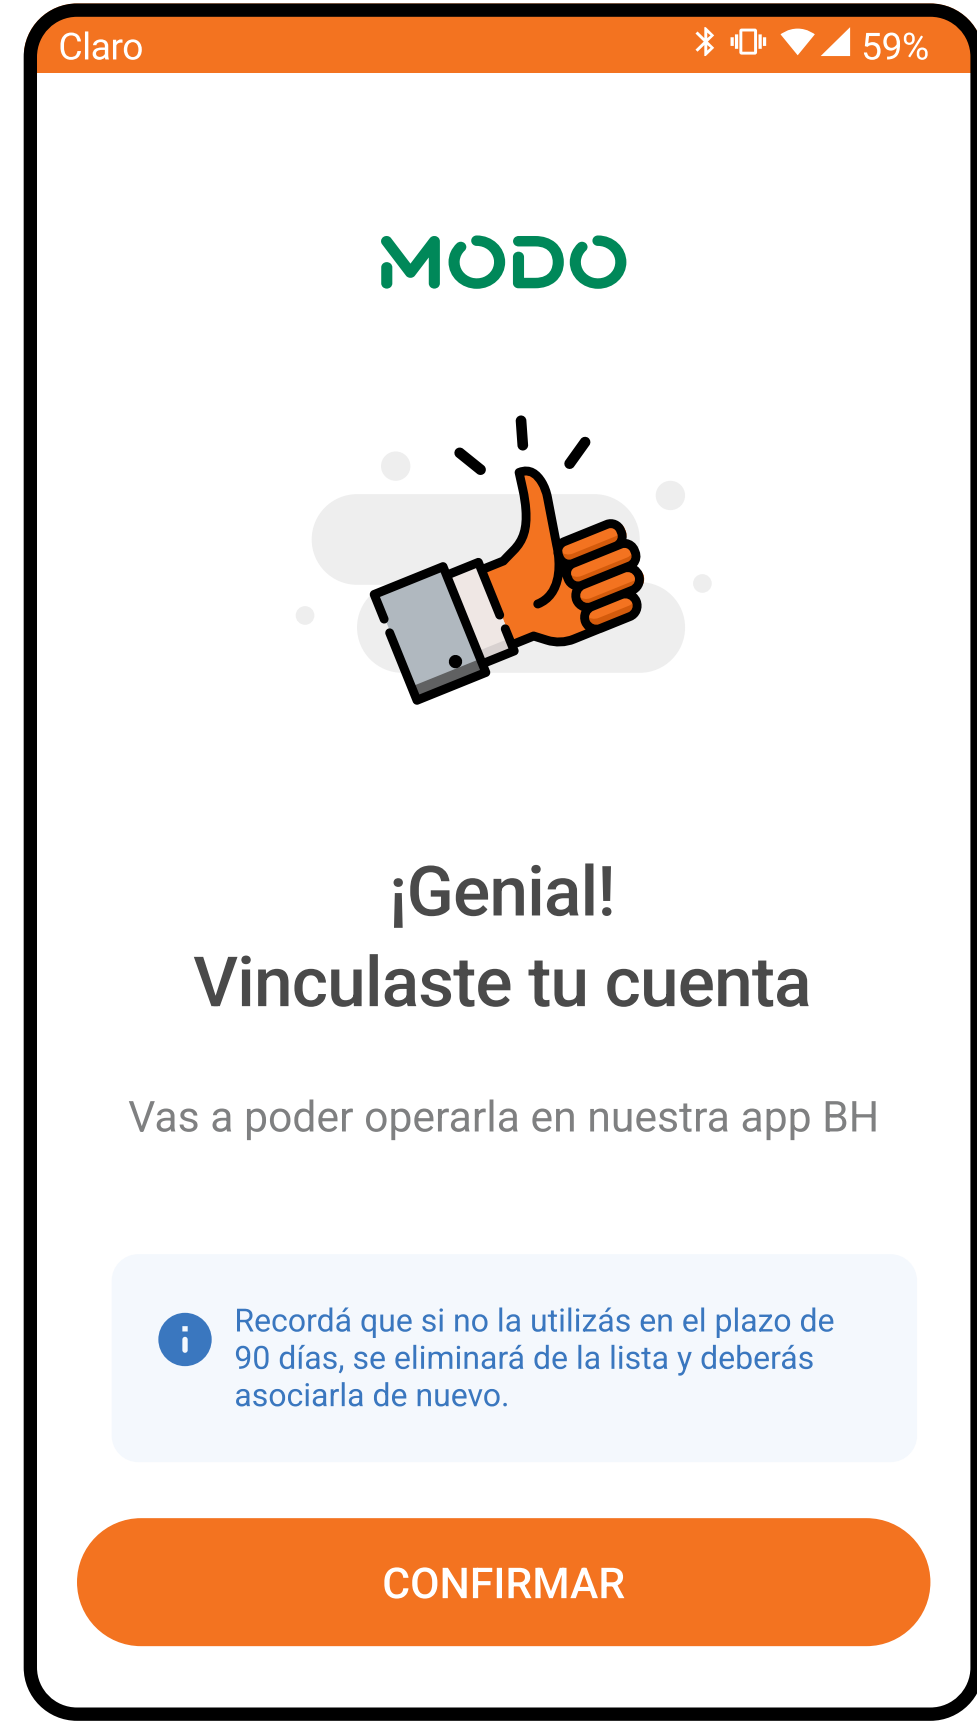 Claro 59%
MODO
¡Genial!
Vinculaste tu cuenta
Vas a poder operarla en nuestra app BH
Recordá que si no la utilizás en el plazo de
90 días, se eliminará de la lista y deberás
asociarla de nuevo.
CONFIRMAR